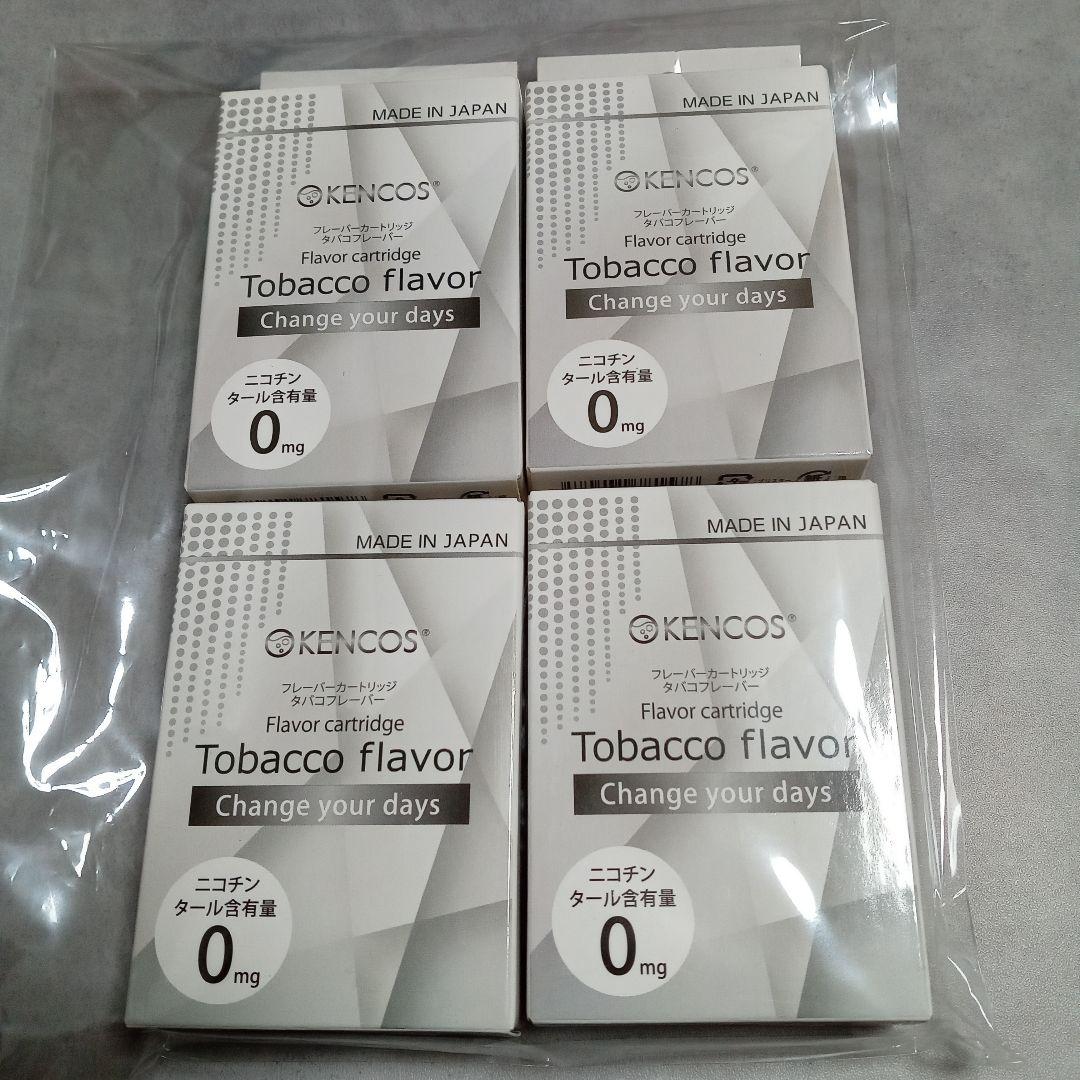 MADE IN JAPAN
KENCOS®
フレーバーカートリッジ
タバコフレーバー
Flavor cartridge
Tobacco flavor
Change your days
ニコチン
タール含有量
0mg
MADE IN JAPAN
KENCOS®
フレーバーカートリッジ
タバコフレーバー
Flavor cartridge
Tobacco flavor
Change your days
ニコチン
タール含有量
0mg
MADE IN JAPAN
KENCOS®
フレーバーカートリッジ
タバコフレーバー
Flavor cartridge
Tobacco flavor
Change your days
ニコチン
タール含有量
0mg
MADE IN JAPAN
KENCOS®
フレーバーカートリッジ
タバコフレーバー
Flavor cartridge
Tobacco flavor
Change your days
ニコチン
タール含有量
0mg